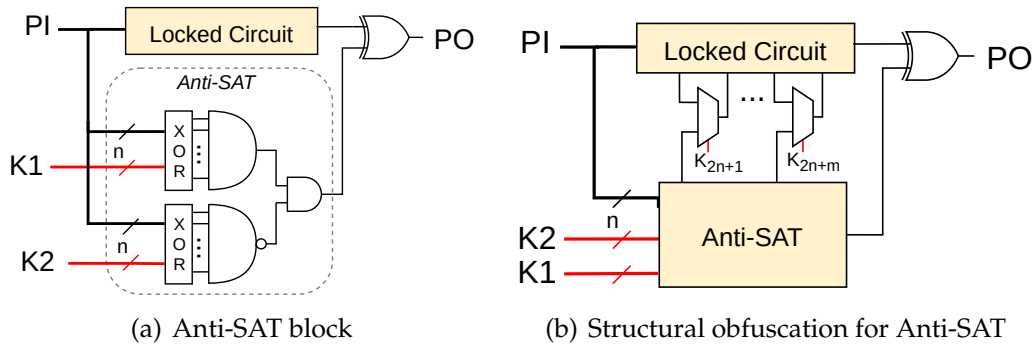 PI
Locked Circuit
PO
Anti-SAT
n
X
O
R
K1
n
X
O
R
K2
(a) Anti-SAT block
PI
Locked Circuit
PO
...
K2n+1
K2n+m
n
K2
K1
Anti-SAT
(b) Structural obfuscation for Anti-SAT